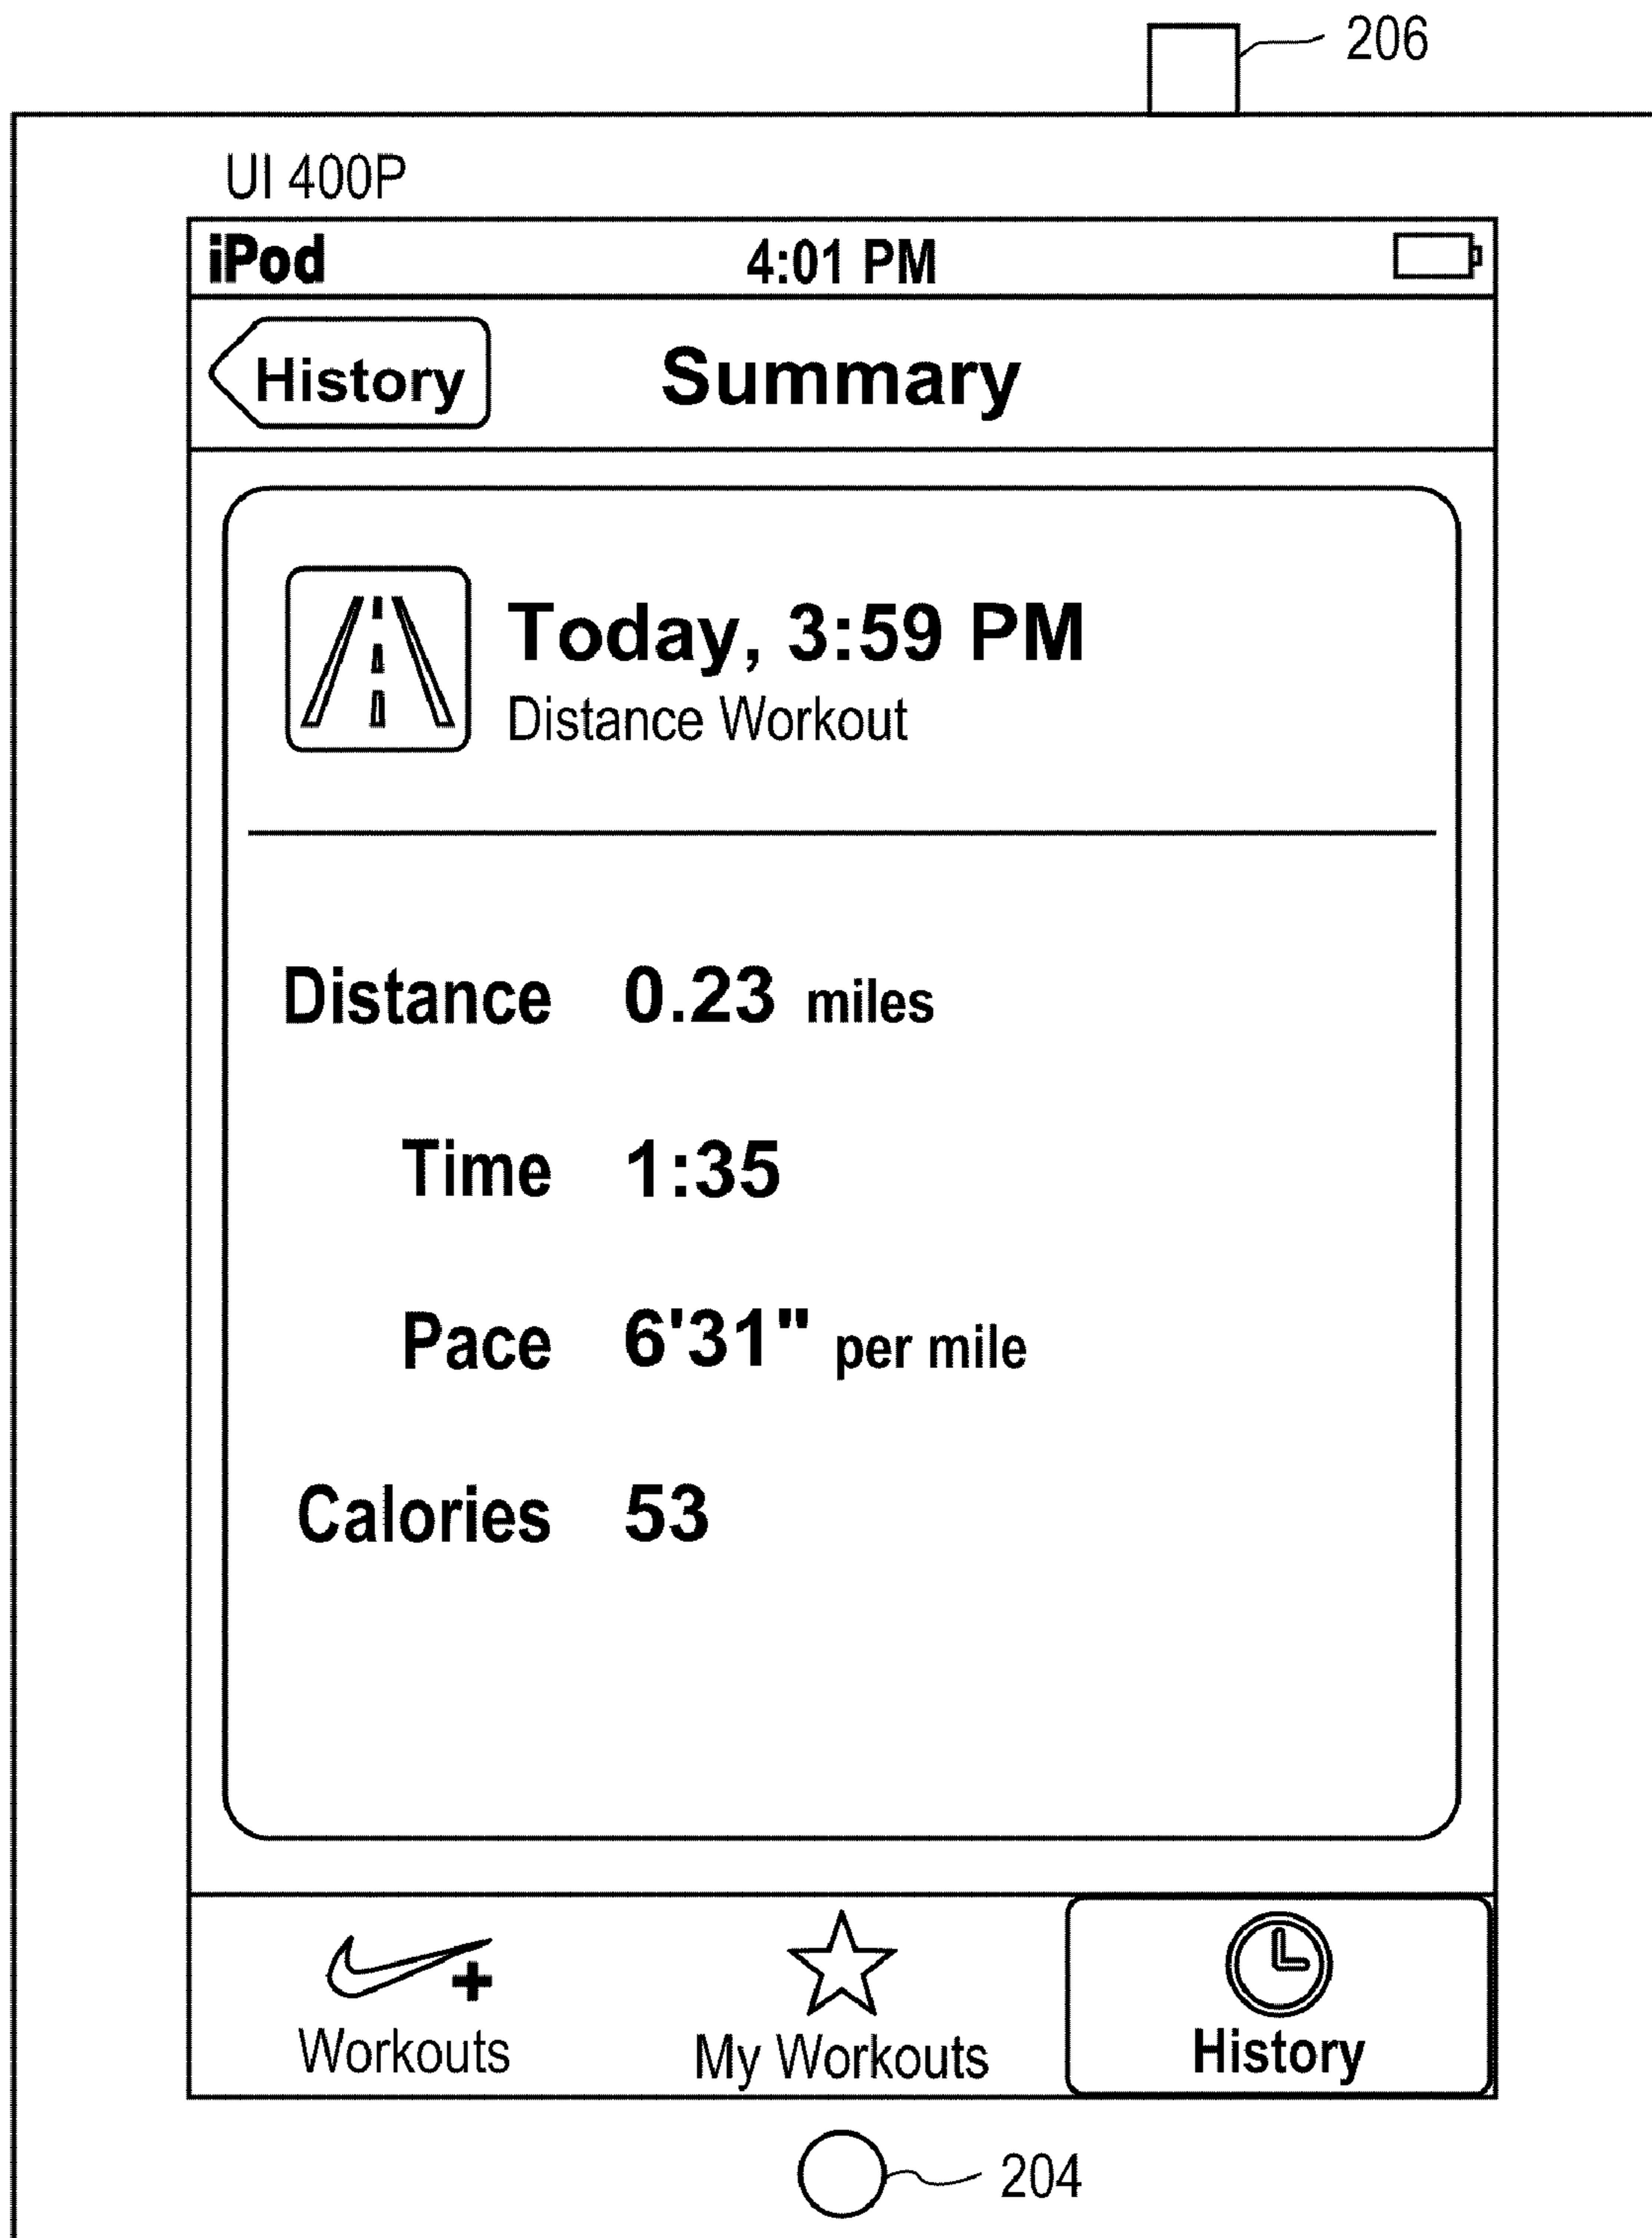 206
UI 400P
iPod 4:01 PM
History Summary
Today, 3:59 PM
Distance Workout
Distance 0.23 miles
Time 1:35
Pace 6'31" per mile
Calories 53
Workouts My Workouts History
204